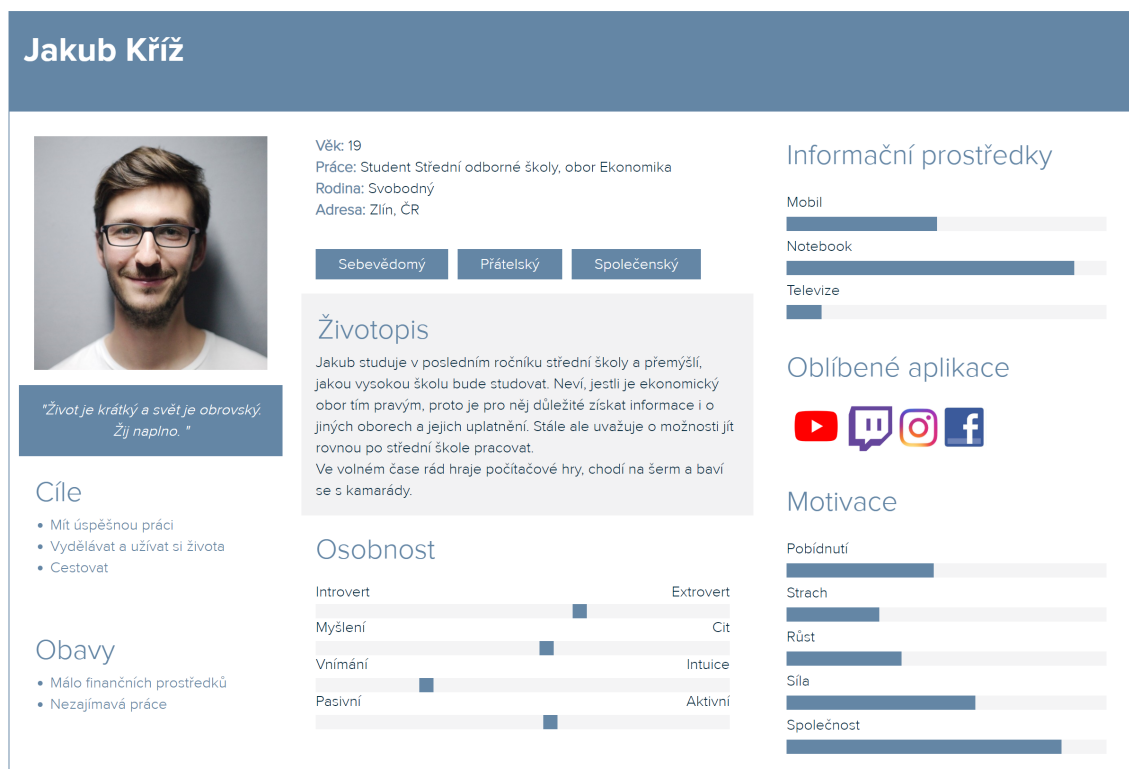 Jakub Kříž
Věk: 19
Práce: Student Střední odborné školy, obor Ekonomika
Rodina: Svobodný
Adresa: Zlín, ČR
Sebevědomý
Přátelský
Společenský
"Život je krátký a svět je obrovský.
Žij naplno. "
Cíle
• Mít úspěšnou práci
• Vydělávat a užívat si života
• Cestovat
Obavy
• Málo finančních prostředků
• Nezajímavá práce
Životopis
Jakub studuje v posledním ročníku střední školy a přemýšlí,
jakou vysokou školu bude studovat. Neví, jestli je ekonomický
obor tím pravým, proto je pro něj důležité získat informace i o
jiných oborech a jejich uplatnění. Stále ale uvažuje o možnosti jít
rovnou po střední škole pracovat.
Ve volném čase rád hraje počítačové hry, chodí na šerm a baví
se s kamarády.
Osobnost
Introvert Extrovert
Myšlení Cit
Vnímání Intuice
Pasivní Aktivní
Informační prostředky
Mobil
Notebook
Televize
Oblíbené aplikace
Motivace
Pobídnutí
Strach
Růst
Síla
Společnost